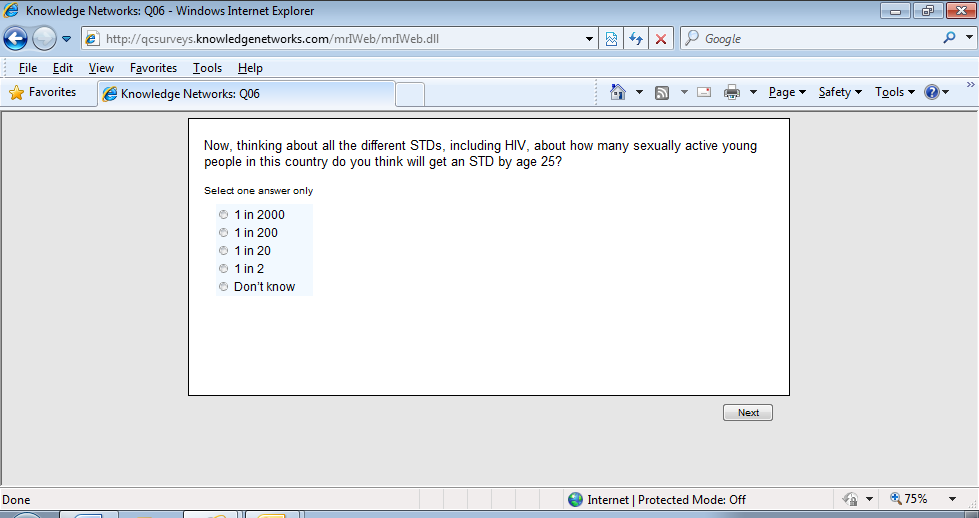 Knowledge Networks: Q06 - Windows Internet Explorer
http://qcsurveys.knowledgenetworks.com/mrIWeb/mrIWeb.dll
Google
File Edit View Favorites Tools Help
Favorites
Knowledge Networks: Q06
Page Safety Tools
Now, thinking about all the different STDs, including HIV, about how many sexually active young
people in this country do you think will get an STD by age 25?
Select one answer only
1 in 2000
1 in 200
1 in 20
1 in 2
Don't know
Next
Done
Internet | Protected Mode: Off
75%